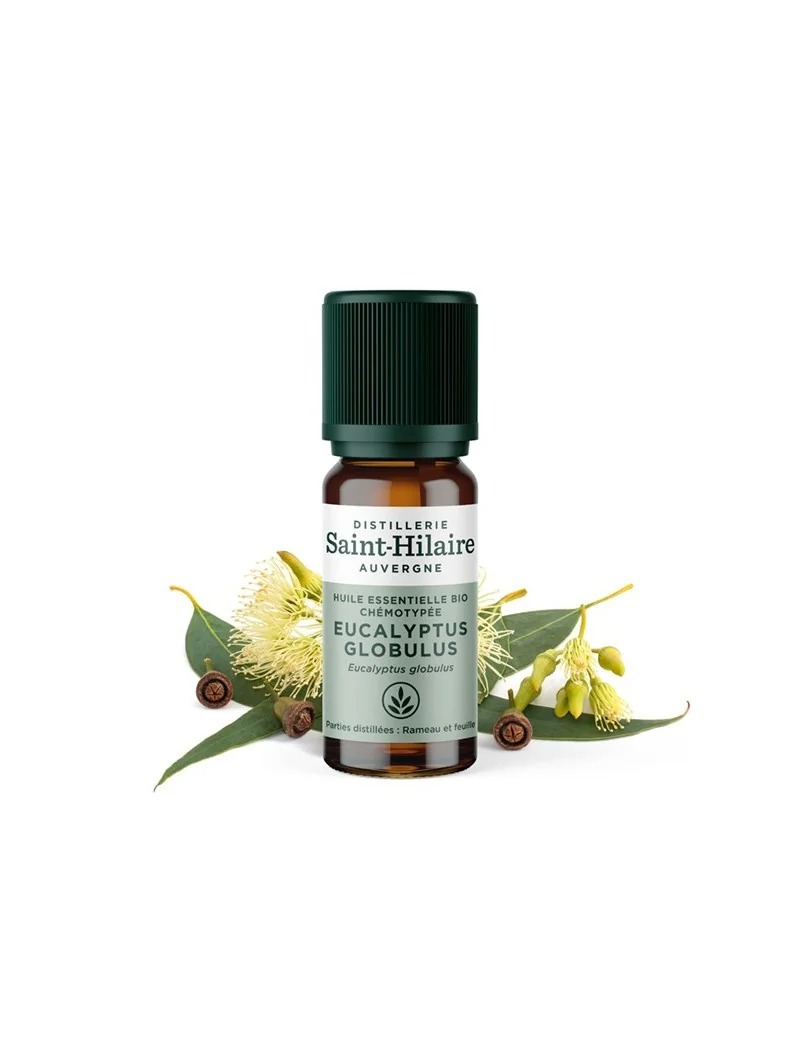 DISTILLERIE
Saint-Hilaire
AUVERGNE
HUILE ESSENTIELLE BIO
CHÉMOTYPÉE
EUCALYPTUS
GLOBULUS
Eucalyptus globulus
Parties distillées : Rameau et feuille